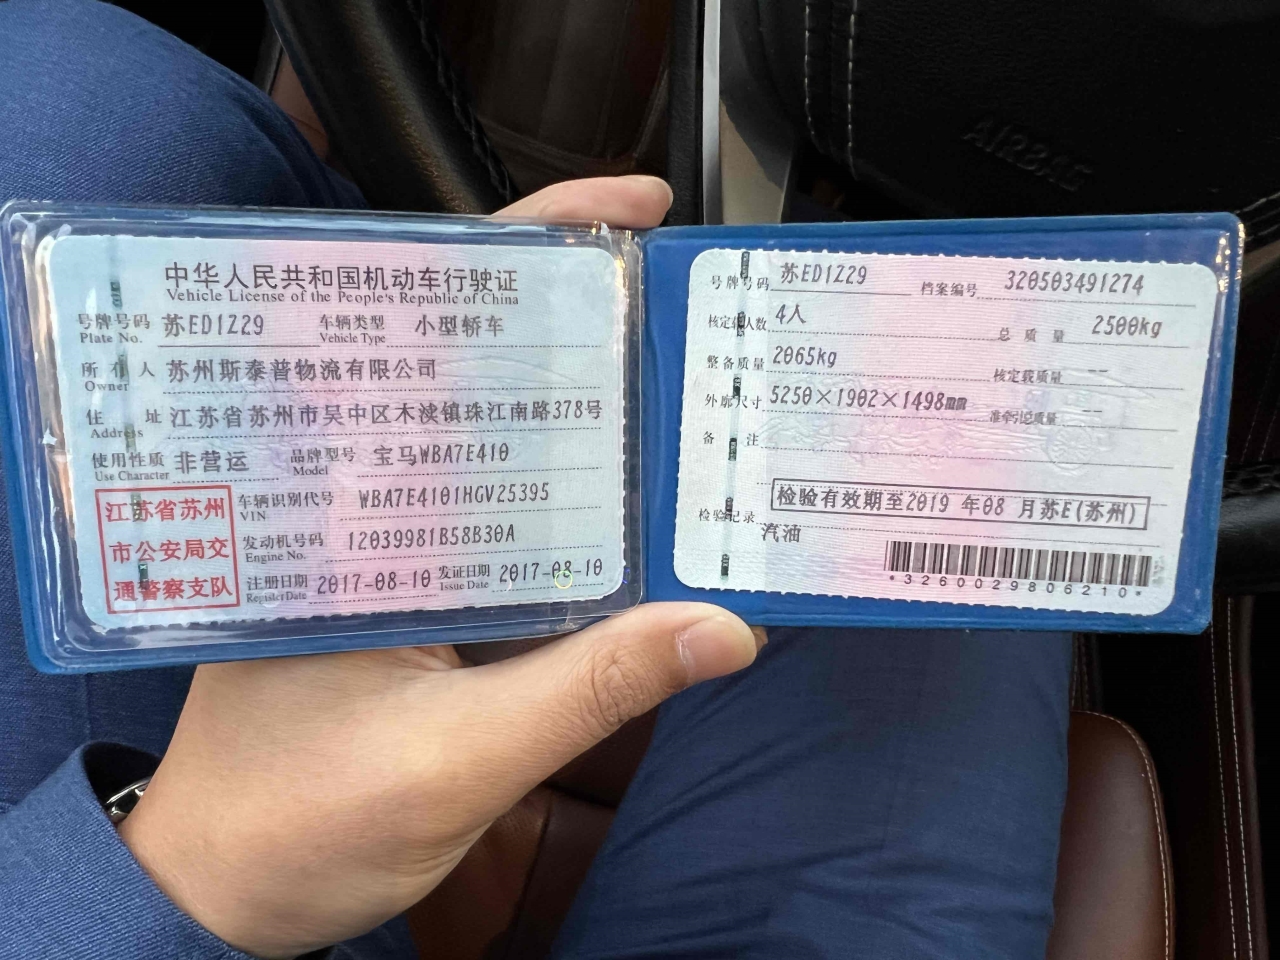 中华人民共和国机动车行驶证
Vehicle License of the People's Republic of China
号牌号码 苏ED1Z29 车辆类型 小型轿车
Plate No. Vehicle Type
所有人 苏州斯泰普物流有限公司
Owner
住址 江苏省苏州市吴中区木渎镇珠江南路378号
Address
使用性质 非营运 品牌型号 宝马WBA7E410
Use Character Model
江苏省苏州
市公安局交
通警察支队
车辆识别代号 WBA7E4101HGV25395
VIN
发动机号码 12039981B58B30A
Engine No.
注册日期 2017-08-10 发证日期 2017-08-10
Register Date Issue Date
号牌号码 苏ED1Z29 档案编号 320503491274
核定载人数 4人 总质量 2500kg
整备质量 2065kg 核定载质量 --
外廓尺寸 5250×1902×1498mm 准牵引总质量 --
备注
检验有效期至2019年08月苏E(苏州)
检验记录
汽油
*3260029806210*
AIRBAG